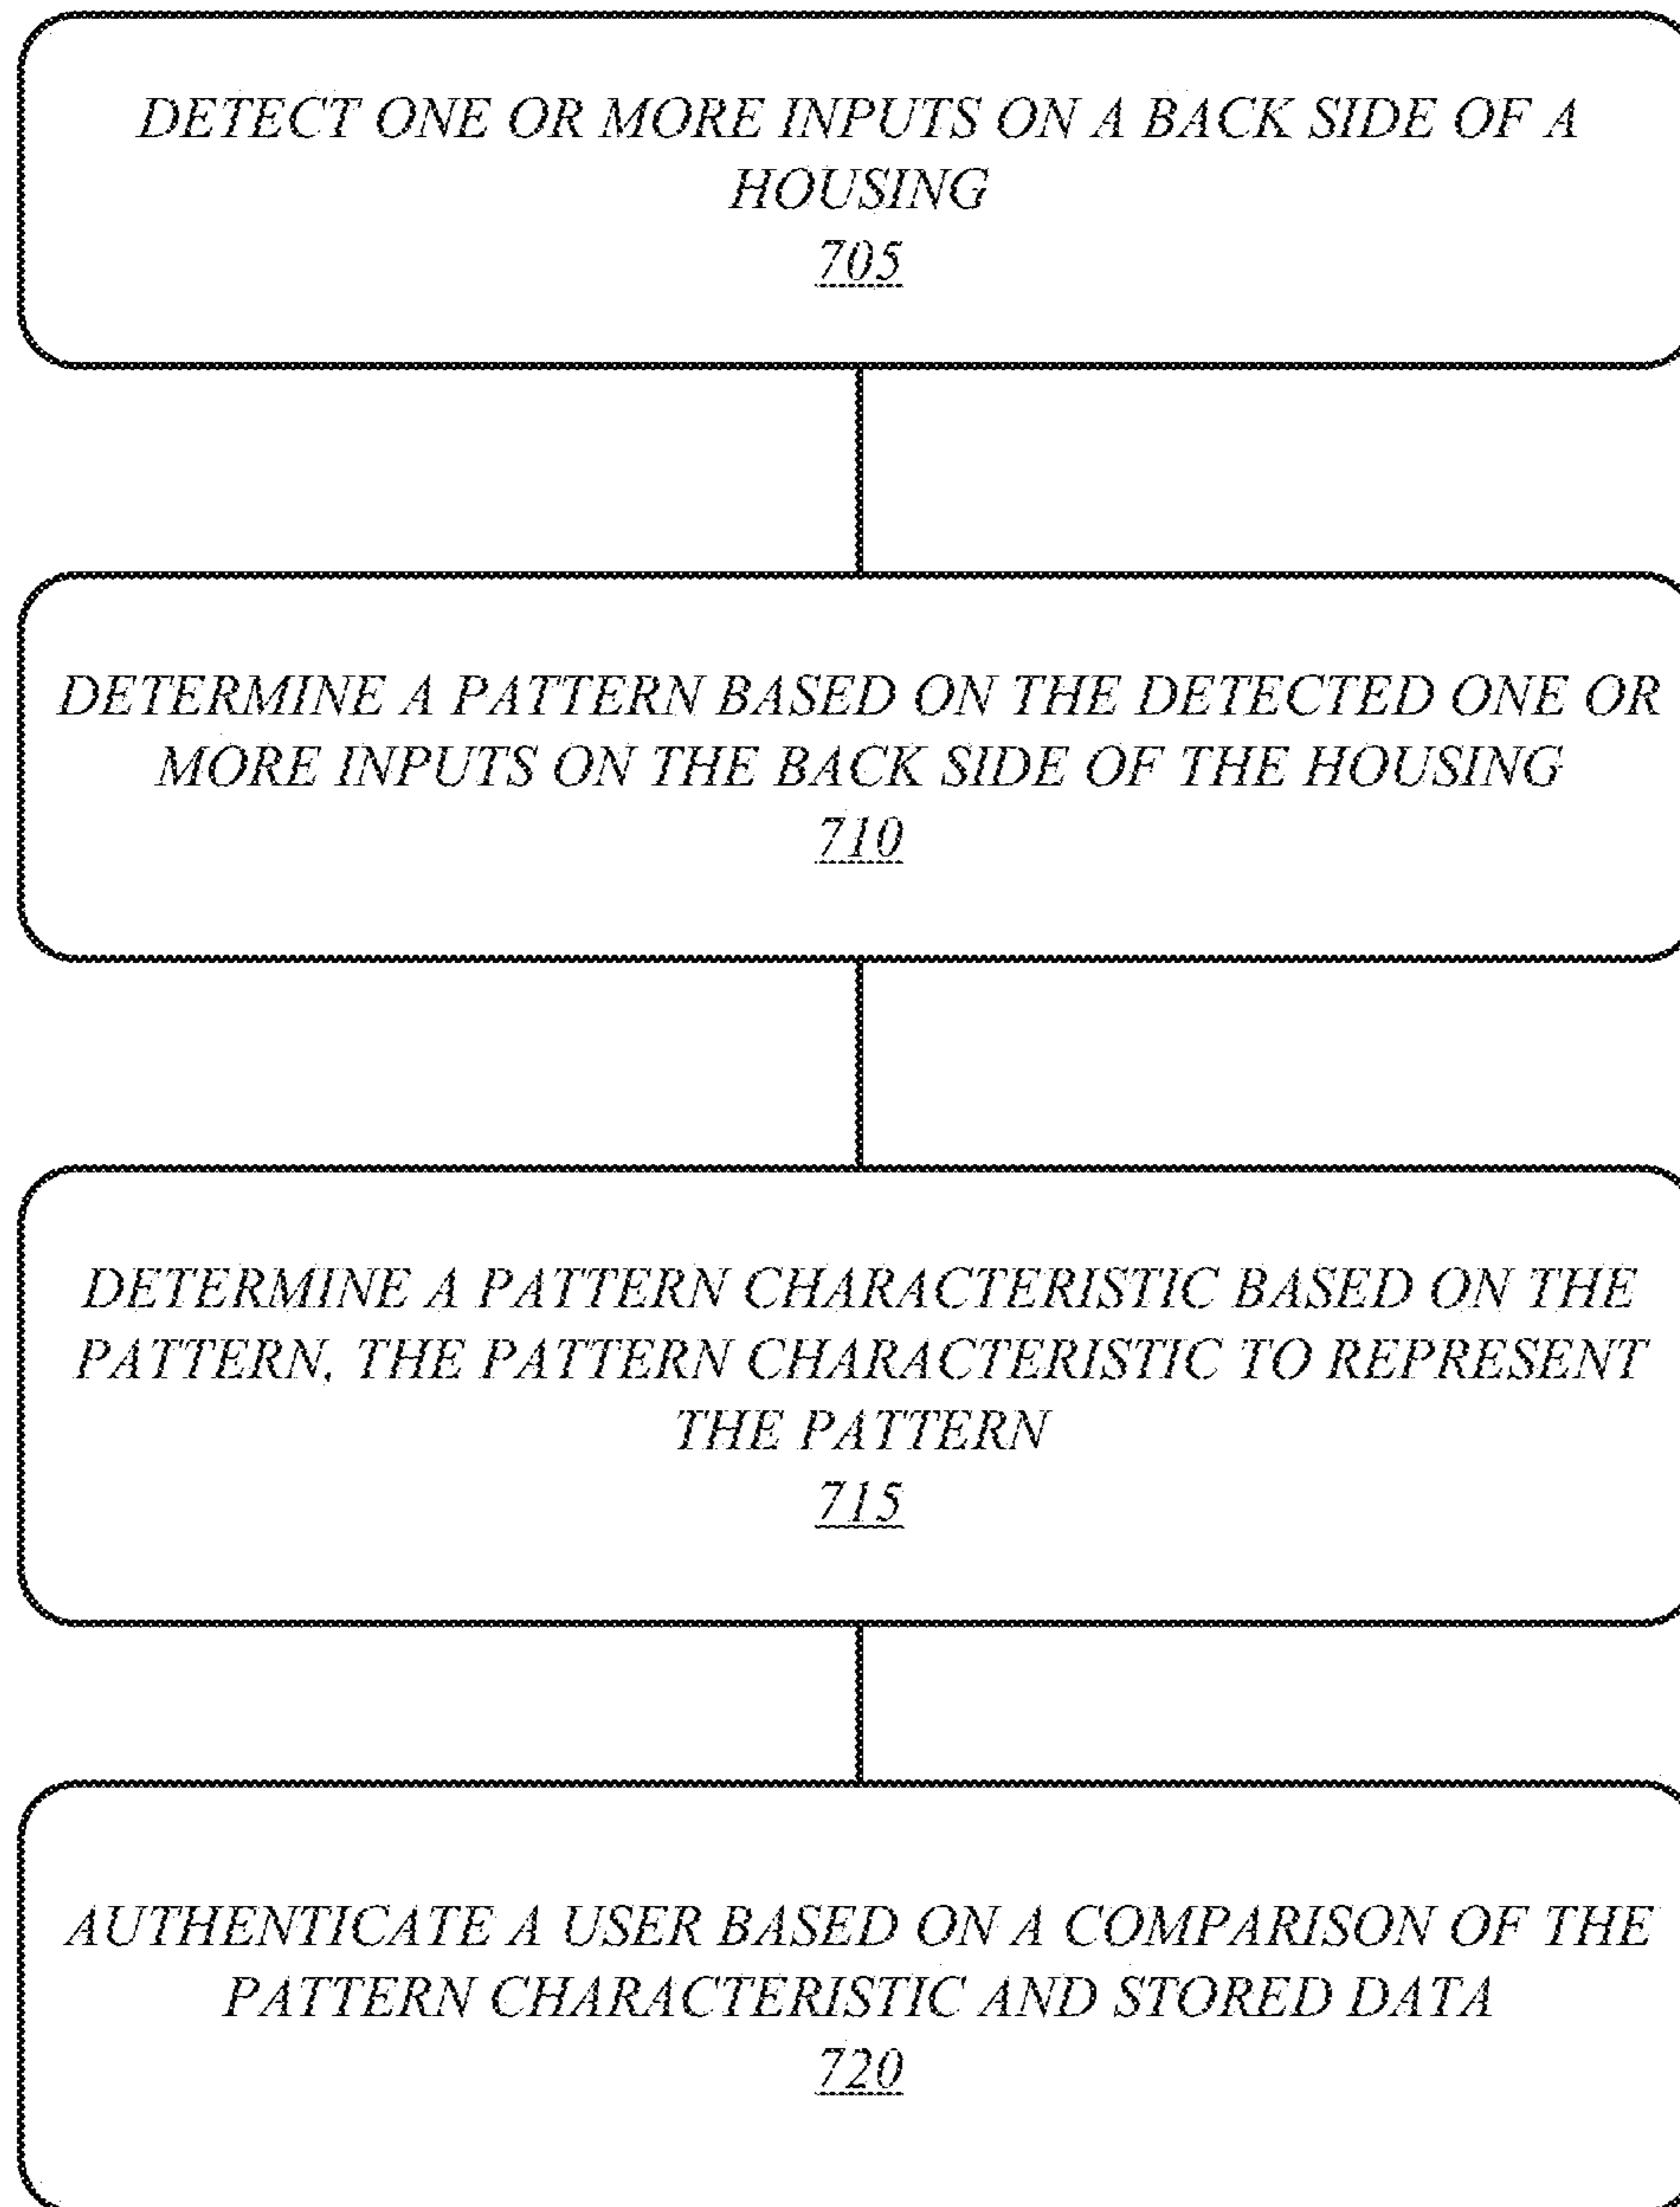 DETECT ONE OR MORE INPUTS ON A BACK SIDE OF A
HOUSING
705
DETERMINE A PATTERN BASED ON THE DETECTED ONE OR
MORE INPUTS ON THE BACK SIDE OF THE HOUSING
710
DETERMINE A PATTERN CHARACTERISTIC BASED ON THE
PATTERN, THE PATTERN CHARACTERISTIC TO REPRESENT
THE PATTERN
715
AUTHENTICATE A USER BASED ON A COMPARISON OF THE
PATTERN CHARACTERISTIC AND STORED DATA
720